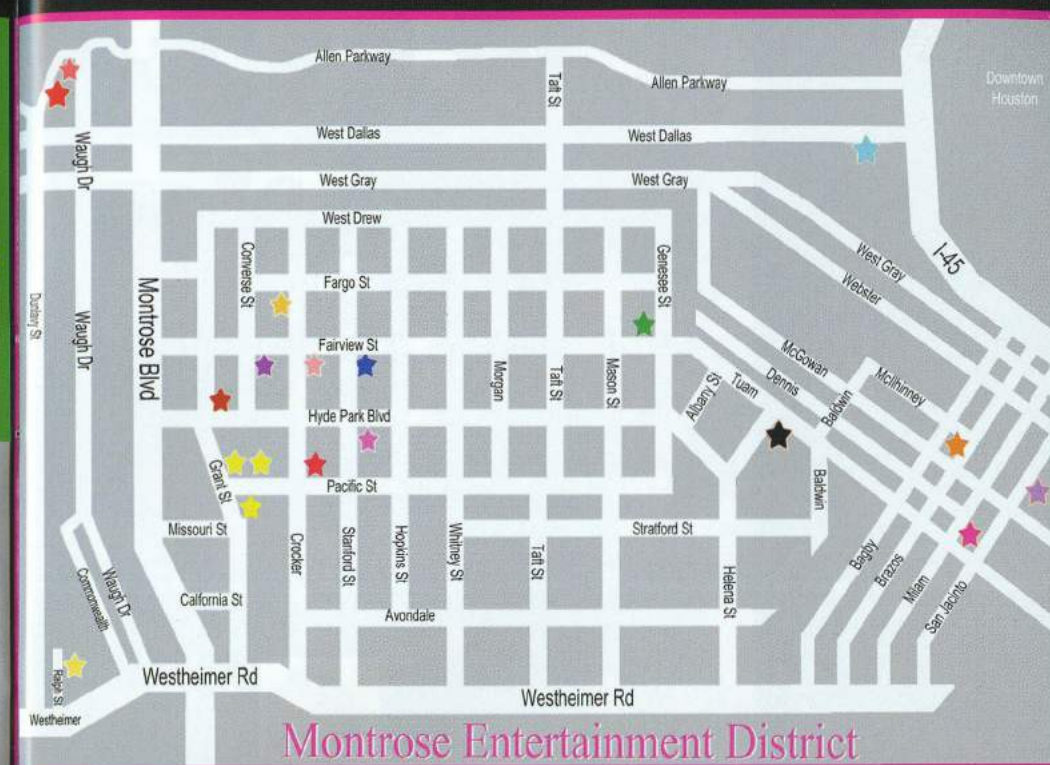 Allen Parkway
Allen Parkway
Taft St
Downtown
Houston
West Dallas
West Dallas
Waugh Dr
West Gray
West Gray
West Drew
Converse St
Genesee St
West Gray
I-45
Fargo St
Webster
Dunlavy St
Waugh Dr
Montrose Blvd
Fairview St
McGowan
Morgan
Taft St
Mason St
Albany St
Tuam
Dennis
Baldwin
McIlhinney
Hyde Park Blvd
Grant St
Pacific St
Baldwin
Missouri St
Crocker
Stanford St
Hopkins St
Whitney St
Taft St
Stratford St
Helena St
Bagby
Brazos
Milam
San Jacinto
Commonwealth
Waugh Dr
Calfornia St
Avondale
Ralph St
Westheimer Rd
Westheimer Rd
Westheimer
Montrose Entertainment District